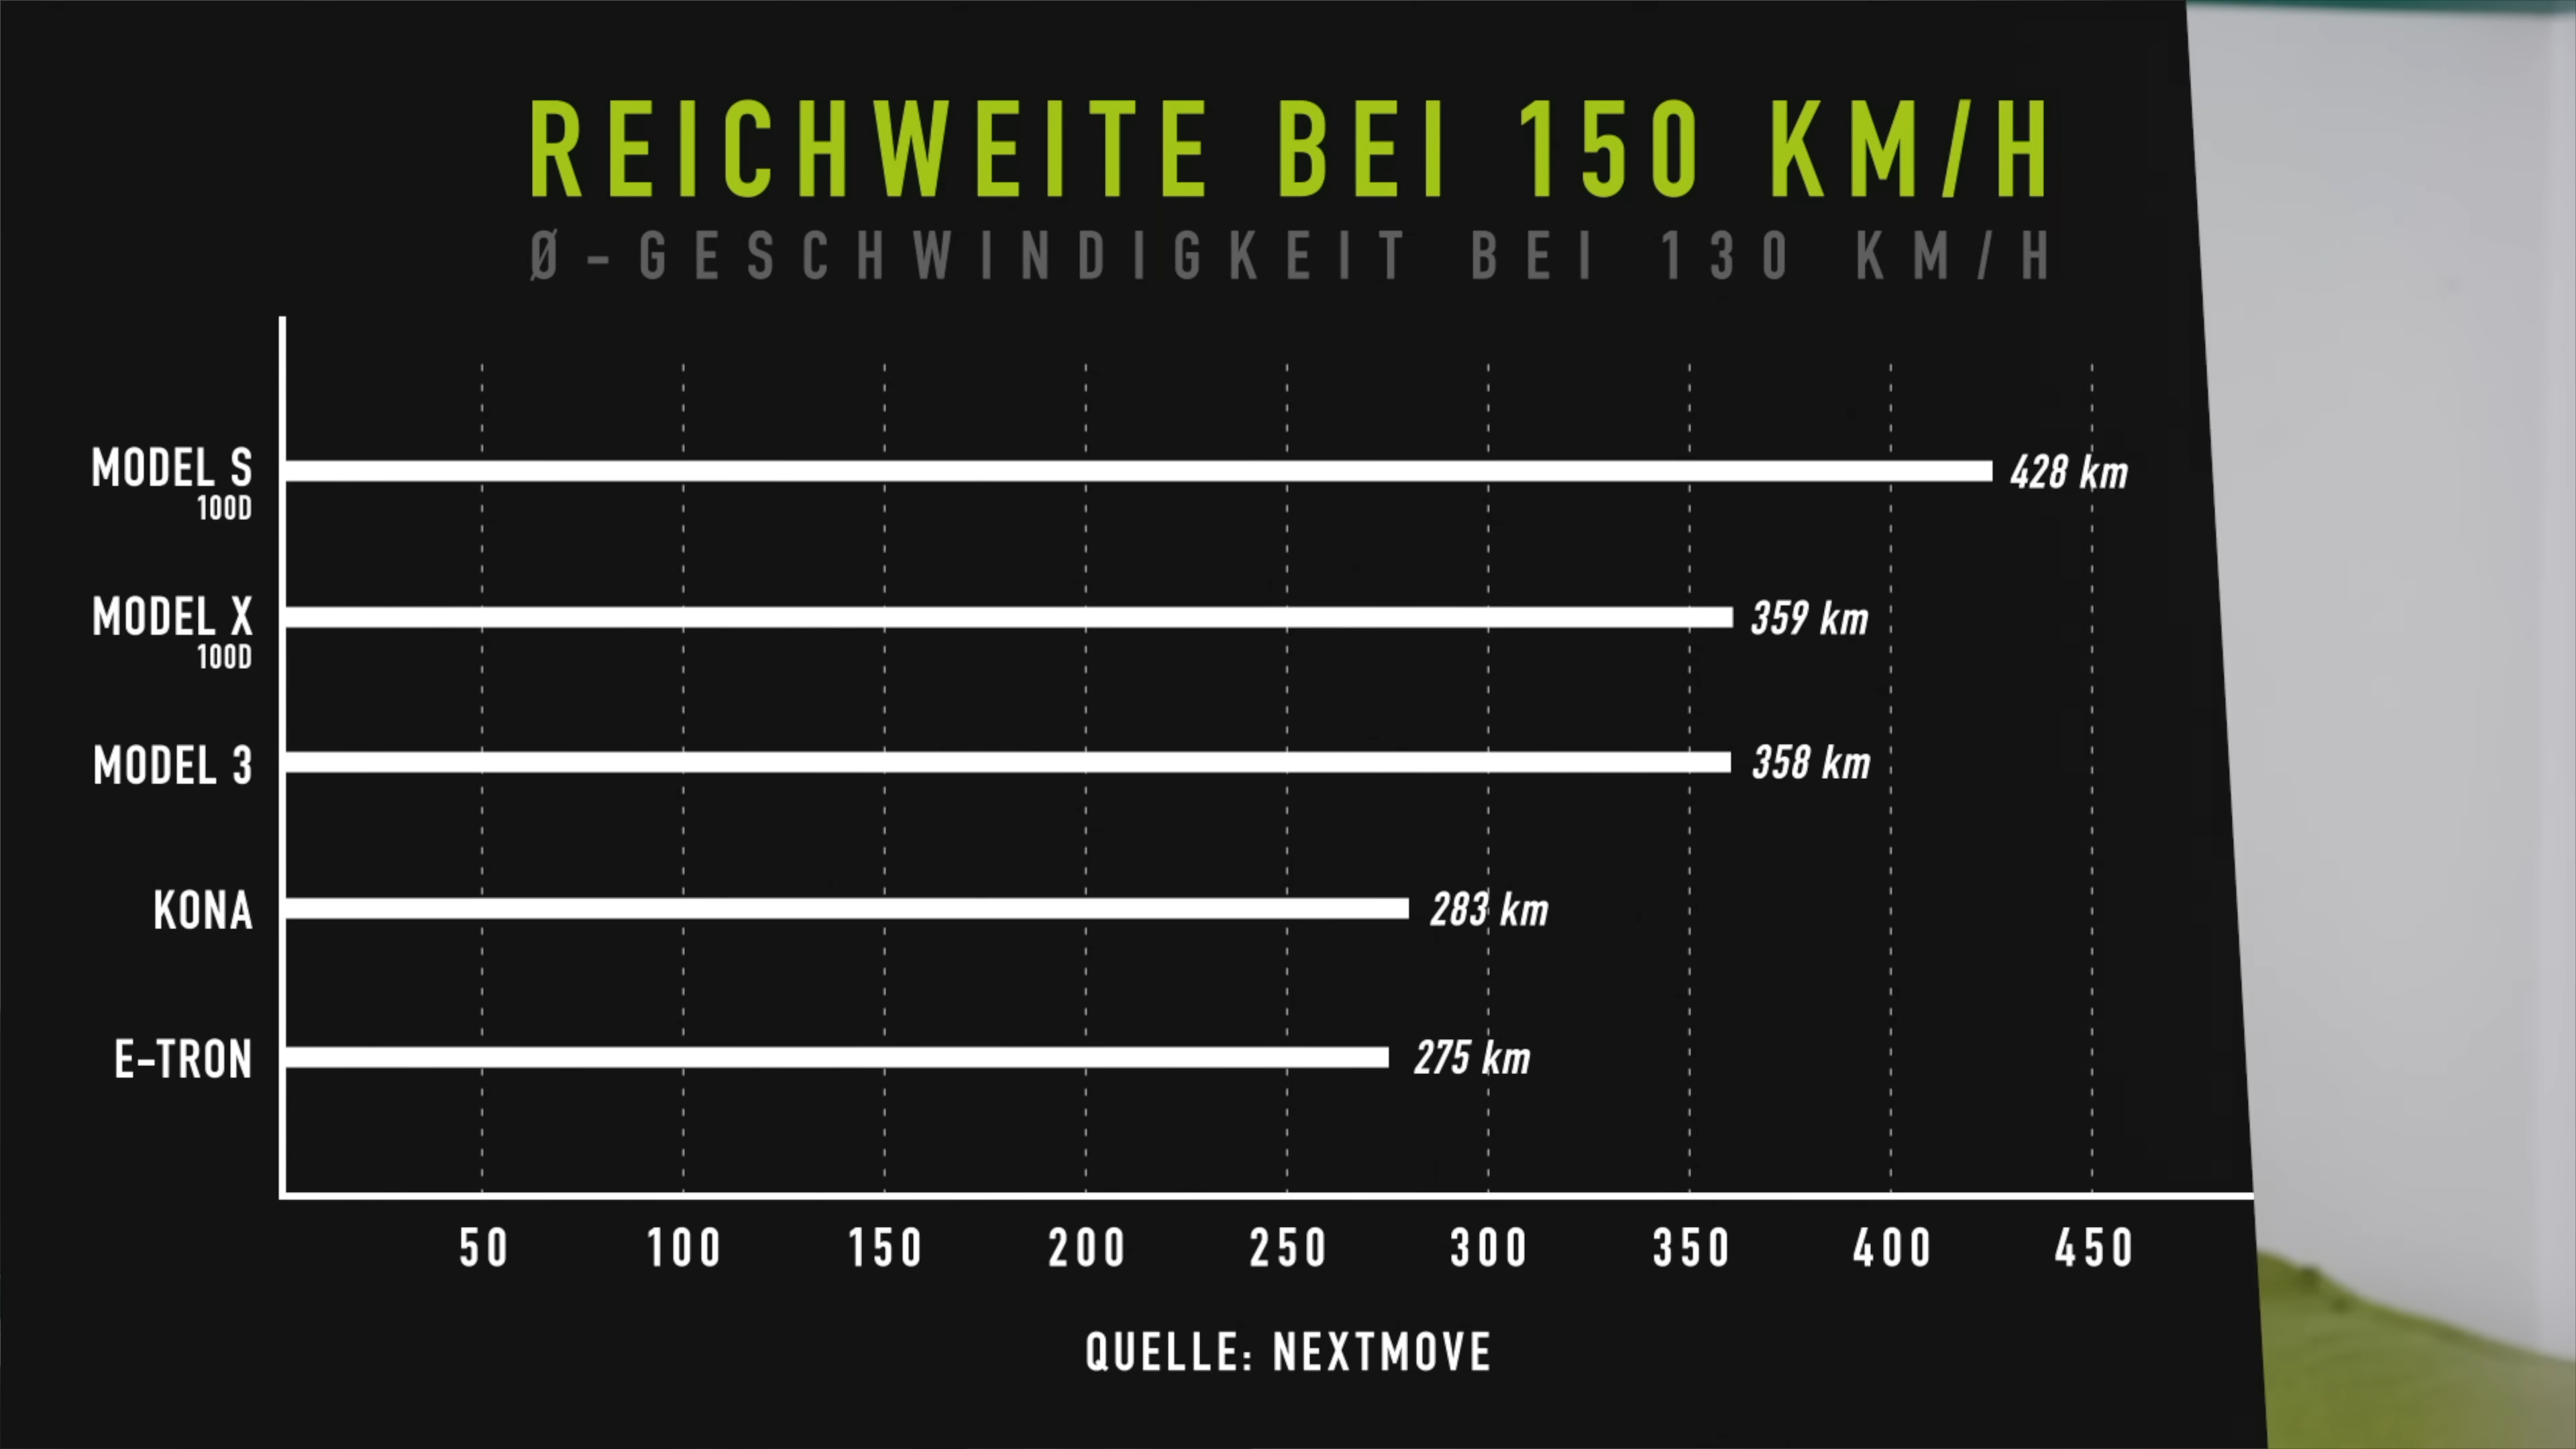 REICHWEITE BEI 150 KM/H
Ø-GESCHWINDIGKEIT BEI 130 KM/H
MODEL S
100D
428 km
MODEL X
100D
359 km
MODEL 3
358 km
KONA
283 km
E-TRON
275 km
50 100 150 200 250 300 350 400 450
QUELLE: NEXTMOVE